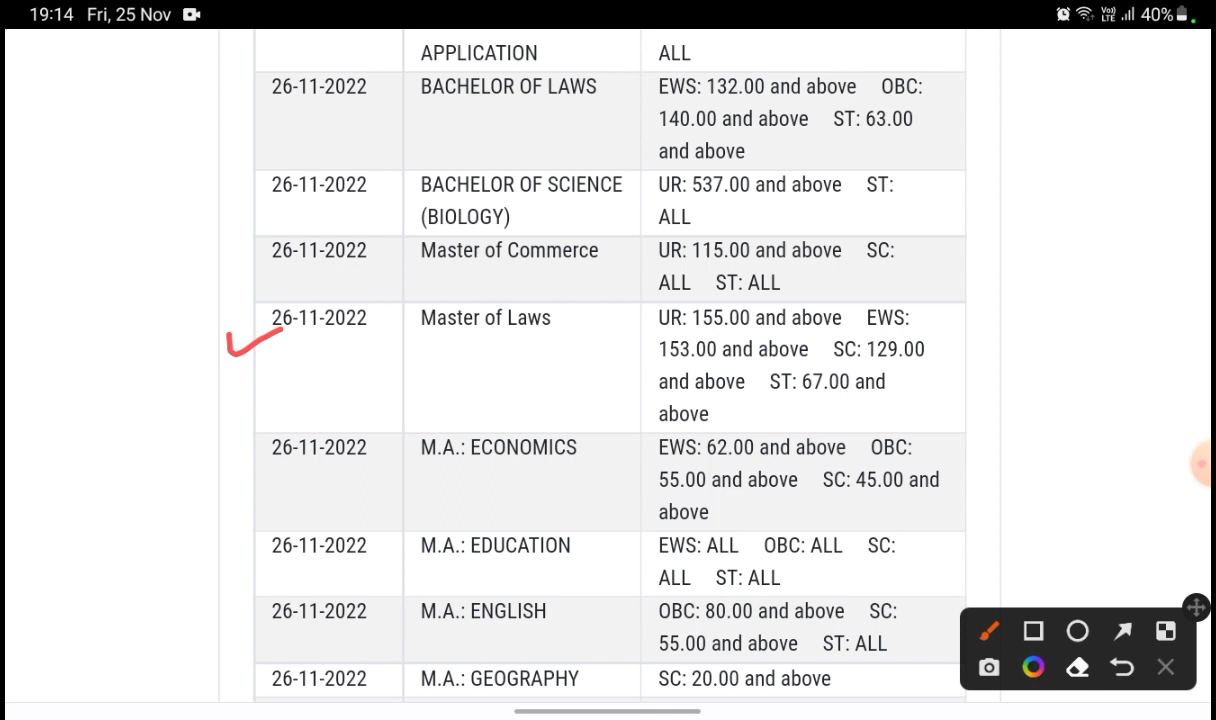 19:14 Fri, 25 Nov Vo) LTE 40%
APPLICATION ALL
26-11-2022 BACHELOR OF LAWS EWS: 132.00 and above OBC:
140.00 and above ST: 63.00
and above
26-11-2022 BACHELOR OF SCIENCE UR: 537.00 and above ST:
(BIOLOGY) ALL
26-11-2022 Master of Commerce UR: 115.00 and above SC:
ALL ST: ALL
26-11-2022 Master of Laws UR: 155.00 and above EWS:
153.00 and above SC: 129.00
and above ST: 67.00 and
above
26-11-2022 M.A.: ECONOMICS EWS: 62.00 and above OBC:
55.00 and above SC: 45.00 and
above
26-11-2022 M.A.: EDUCATION EWS: ALL OBC: ALL SC:
ALL ST: ALL
26-11-2022 M.A.: ENGLISH OBC: 80.00 and above SC:
55.00 and above ST: ALL
26-11-2022 M.A.: GEOGRAPHY SC: 20.00 and above